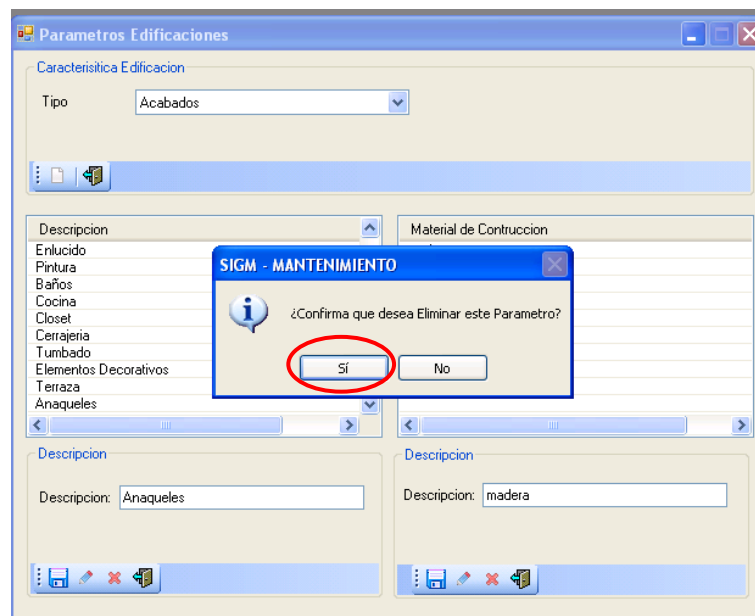 Parametros Edificaciones
Caracterisitica Edificacion
Tipo Acabados
Descripcion
Enlucido
Pintura
Baños
Cocina
Closet
Cerrajeria
Tumbado
Elementos Decorativos
Terraza
Anaqueles
Material de Contruccion
SIGM - MANTENIMIENTO
¿Confirma que desea Eliminar este Parametro?
Sí No
Descripcion
Descripcion: Anaqueles
Descripcion
Descripcion: madera